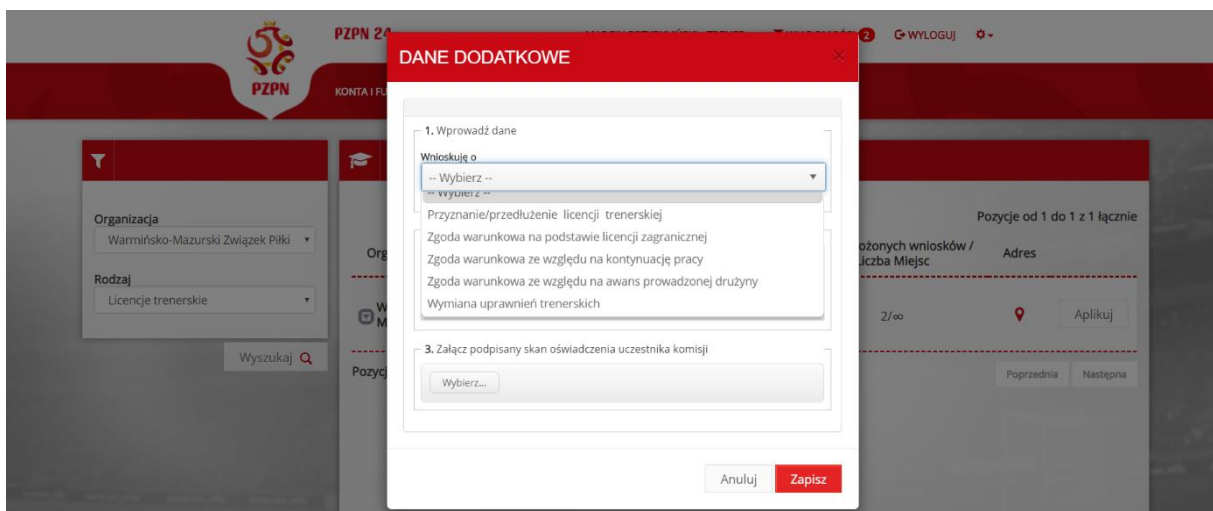 PZPN 24
2
WYLOGUJ
PZPN
KONTA I
DANE DODATKOWE
1. Wprowadź dane
Wnioskuję o
-- Wybierz --
-- Wybierz --
Przyznanie/przedłużenie licencji trenerskiej
Zgoda warunkowa na podstawie licencji zagranicznej
Zgoda warunkowa ze względu na kontynuację pracy
Zgoda warunkowa ze względu na awans prowadzonej drużyny
Wymiana uprawnień trenerskich
3. Załącz podpisany skan oświadczenia uczestnika komisji
Wybierz...
Anuluj
Zapisz
Organizacja
Warmińsko-Mazurski Związek Piłki
Rodzaj
Licencje trenerskie
Wyszukaj
Pozycje od 1 do 1 z 1 łącznie
Org
ożonych wniosków /
Liczba Miejsc
Adres
W
M
2/∞
Aplikuj
Pozycj
Poprzednia
Następna